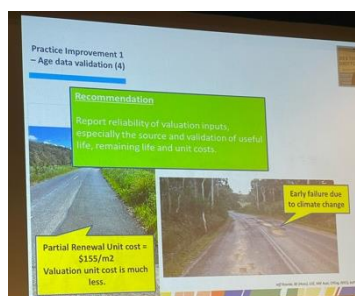 Practice Improvement 1
– Age data validation (4)
Recommendation
Report reliability of valuation inputs,
especially the source and validation of useful
life, remaining life and unit costs.
Early failure due
to climate change
Partial Renewal Unit cost =
$155/m2
Valuation unit cost is much
less.